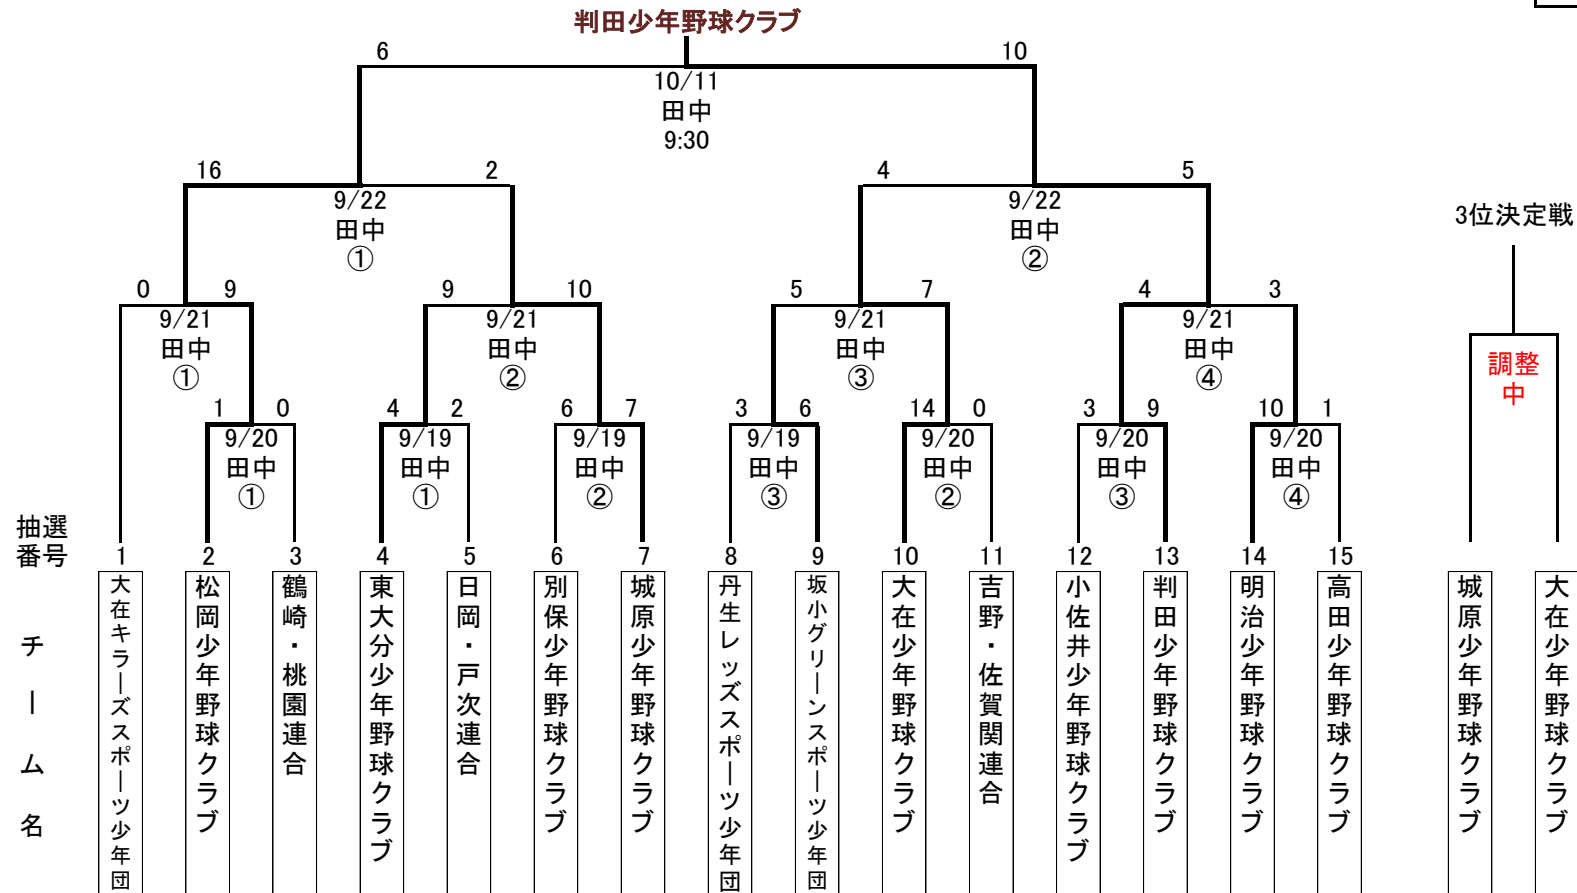 判田少年野球クラブ
6 10
10/11
田中
9:30
16 2 4 5
9/22 9/22
田中 田中
① ②
3位決定戦
0 9 9 10 5 7 4 3
9/21 9/21 9/21 9/21
田中 田中 田中 田中
① ② ③ ④
調整
中
1 0 4 2 6 7 3 6 14 0 3 9 10 1
9/20 9/19 9/19 9/19 9/20 9/20 9/20
田中 田中 田中 田中 田中 田中 田中
① ① ② ③ ② ③ ④
抽選
番号
1 2 3 4 5 6 7 8 9 10 11 12 13 14 15
チーム名
大在キラーズスポーツ少年団
松岡少年野球クラブ
鶴崎・桃園連合
東大分少年野球クラブ
日岡・戸次連合
別保少年野球クラブ
城原少年野球クラブ
丹生レッズスポーツ少年団
坂小グリーンスポーツ少年団
大在少年野球クラブ
吉野・佐賀関連合
小佐井少年野球クラブ
判田少年野球クラブ
明治少年野球クラブ
高田少年野球クラブ
城原少年野球クラブ
大在少年野球クラブ